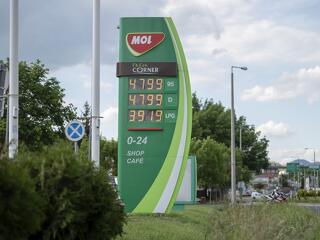 MOL
FRESH CORNER
479.9 95
479.9 D
391.9 LPG
0-24
SHOP
CAFÉ